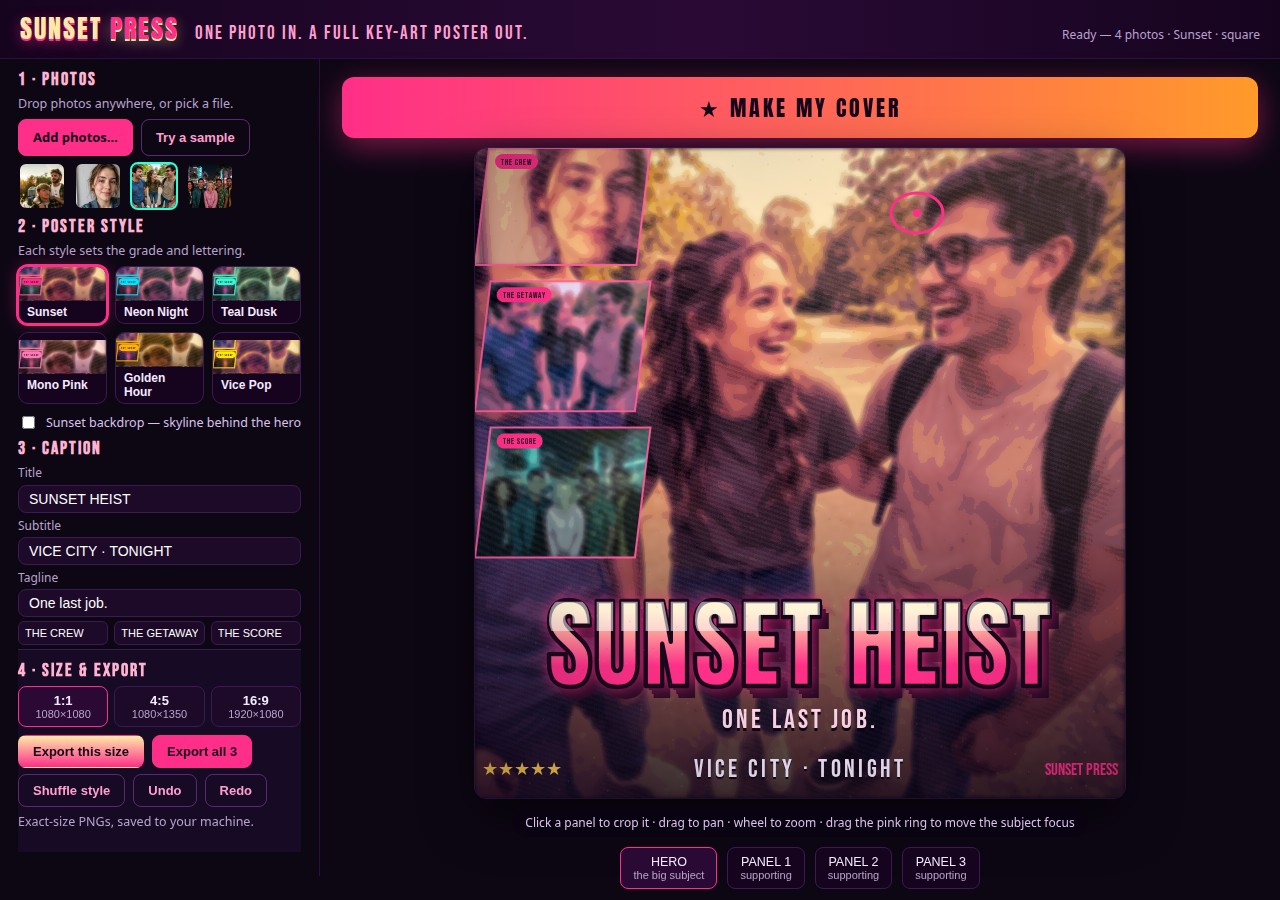 SUNSET PRESS ONE PHOTO IN. A FULL KEY-ART POSTER OUT.
Ready — 4 photos · Sunset · square
1 · PHOTOS
Drop photos anywhere, or pick a file.
Add photos...
Try a sample
2 · POSTER STYLE
Each style sets the grade and lettering.
Sunset
Neon Night
Teal Dusk
Mono Pink
Golden Hour
Vice Pop
Sunset backdrop — skyline behind the hero
3 · CAPTION
Title
SUNSET HEIST
Subtitle
VICE CITY · TONIGHT
Tagline
One last job.
THE CREW
THE GETAWAY
THE SCORE
4 · SIZE & EXPORT
1:1
1080×1080
4:5
1080×1350
16:9
1920×1080
Export this size
Export all 3
Shuffle style
Undo
Redo
Exact-size PNGs, saved to your machine.
★ MAKE MY COVER
THE CREW
THE GETAWAY
THE SCORE
SUNSET HEIST
ONE LAST JOB.
★★★★★
VICE CITY · TONIGHT
SUNSET PRESS
Click a panel to crop it · drag to pan · wheel to zoom · drag the pink ring to move the subject focus
HERO
the big subject
PANEL 1
supporting
PANEL 2
supporting
PANEL 3
supporting